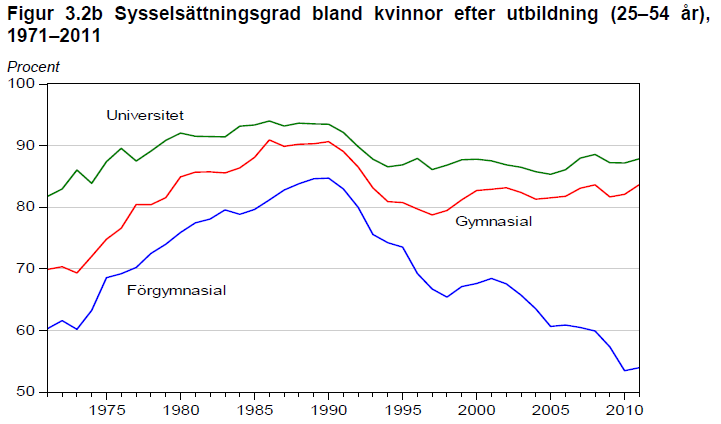 Figur 3.2b Sysselsättningsgrad bland kvinnor efter utbildning (25–54 år),
1971–2011
Procent
100
Universitet
90
80
Gymnasial
70
Förgymnasial
60
50
1975 1980 1985 1990 1995 2000 2005 2010